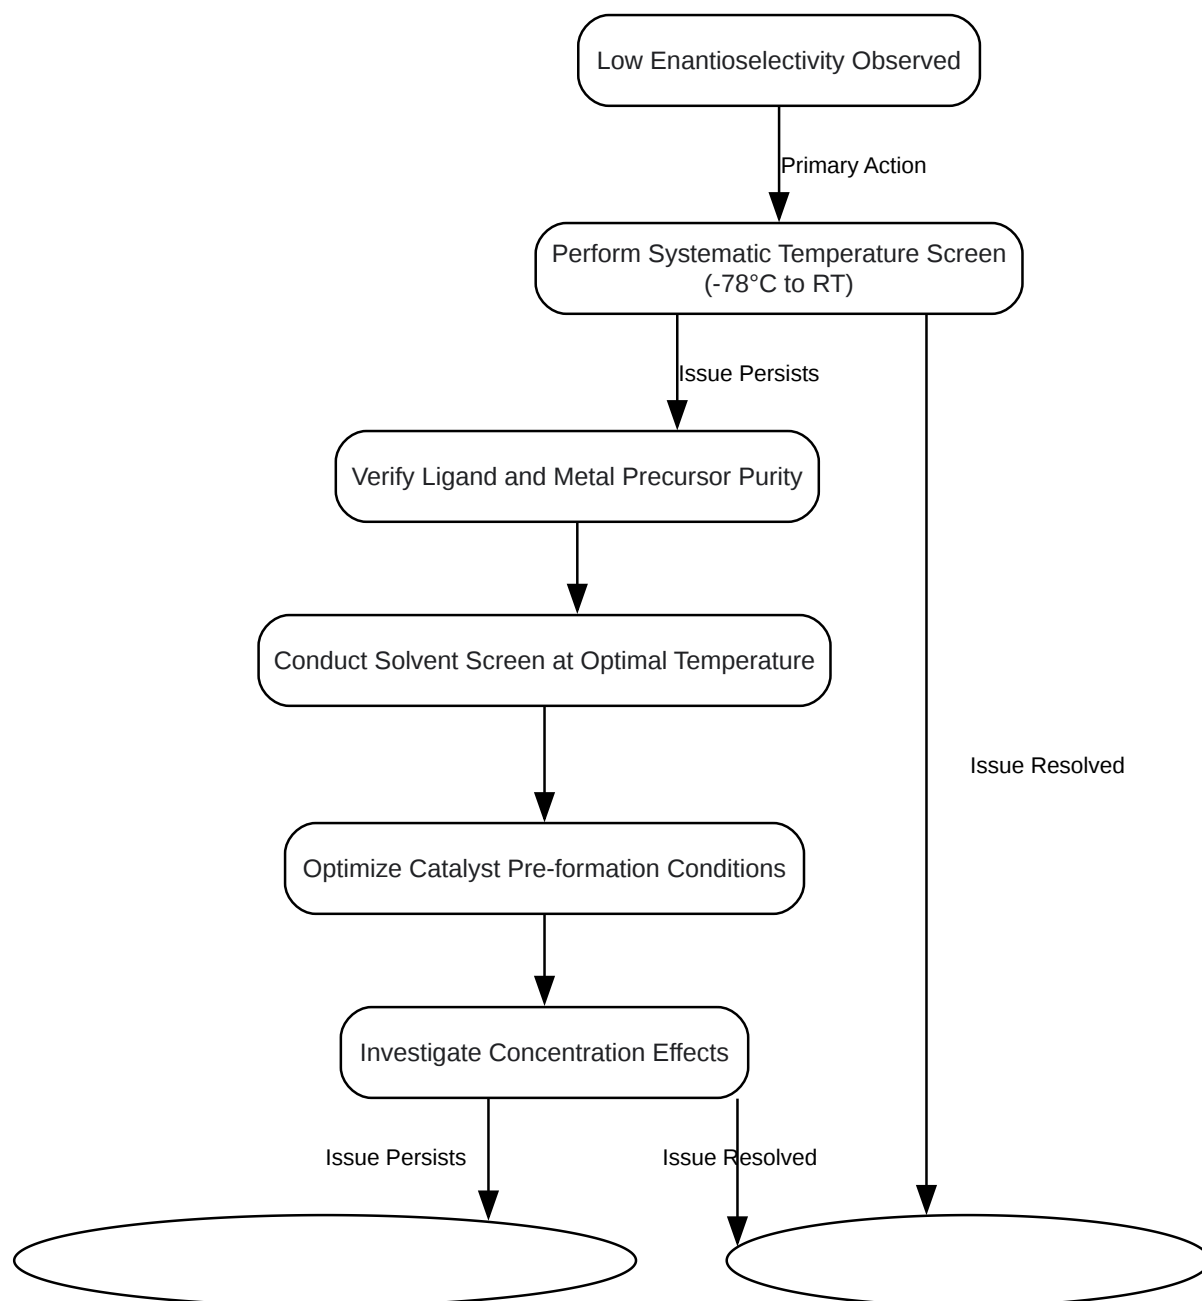 Low Enantioselectivity Observed
Primary Action
Perform Systematic Temperature Screen
(-78°C to RT)
Issue Persists
Verify Ligand and Metal Precursor Purity
Conduct Solvent Screen at Optimal Temperature
Issue Resolved
Optimize Catalyst Pre-formation Conditions
Investigate Concentration Effects
Issue Persists
Issue Resolved